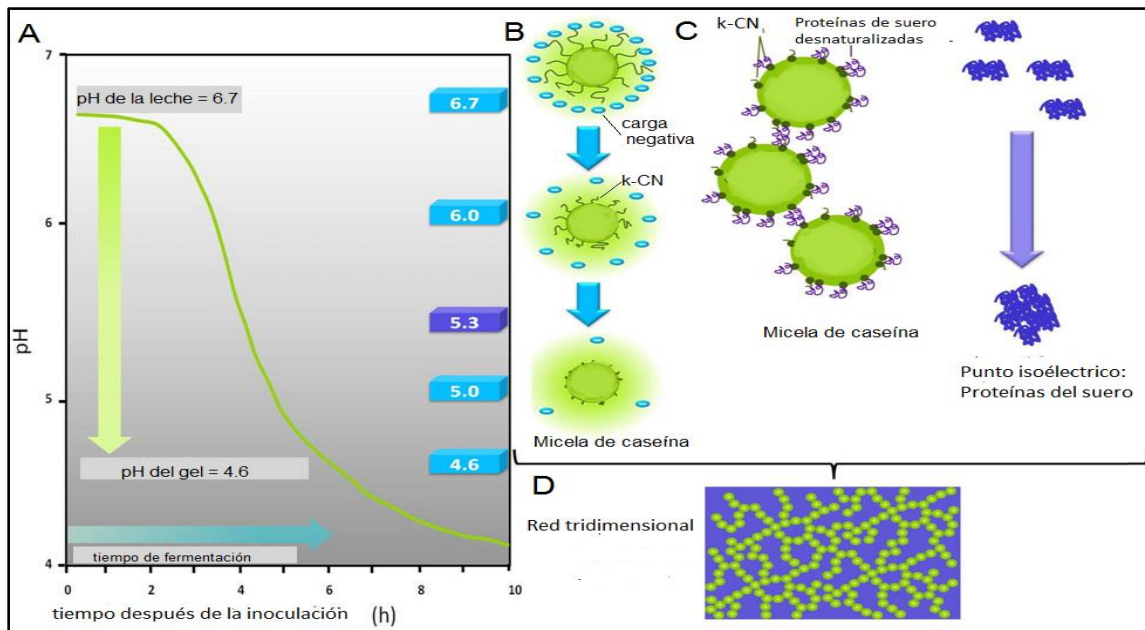 A
7
pH de la leche = 6.7
6
pH
5
pH del gel = 4.6
tiempo de fermentación
4
0
2
4
6
8
10
tiempo después de la inoculación (h)
6.7
6.0
5.3
5.0
4.6
B
carga
negativa
k-CN
Micela de caseína
C
k-CN
Proteínas de suero
desnaturalizadas
Micela de caseína
Punto isoélectrico:
Proteínas del suero
D
Red tridimensional